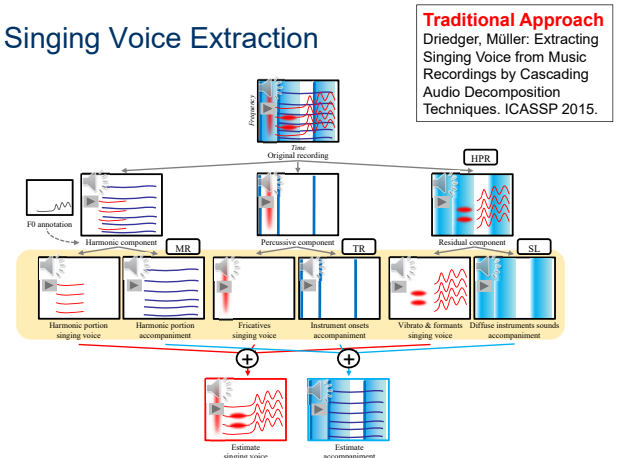 Singing Voice Extraction
Traditional Approach
Driedger, Müller: Extracting
Singing Voice from Music
Recordings by Cascading
Audio Decomposition
Techniques. ICASSP 2015.
Frequency
Time
Original recording
HPR
F0 annotation
Harmonic component
Percussive component
Residual component
MR
TR
SL
Harmonic portion
singing voice
Harmonic portion
accompaniment
Fricatives
singing voice
Instrument onsets
accompaniment
Vibrato & formants
singing voice
Diffuse instruments sounds
accompaniment
+
+
Estimate
singing voice
Estimate
accompaniment